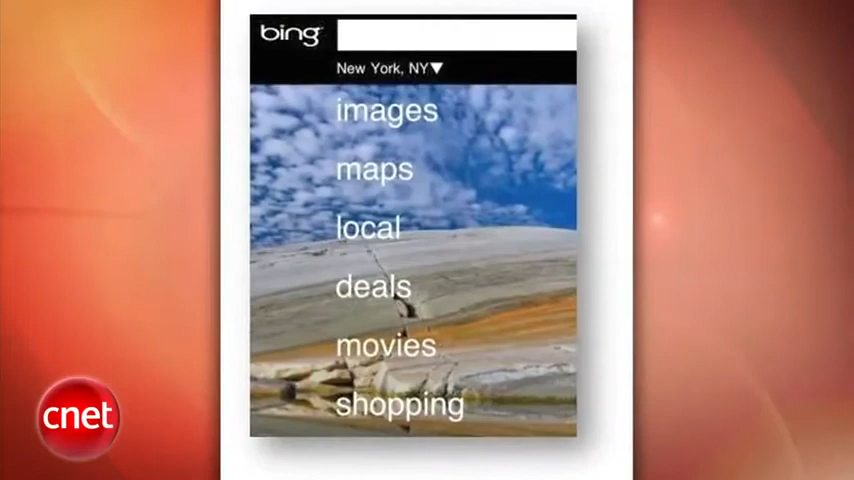 bing
New York, NY▼
images
maps
local
deals
movies
shopping
cnet